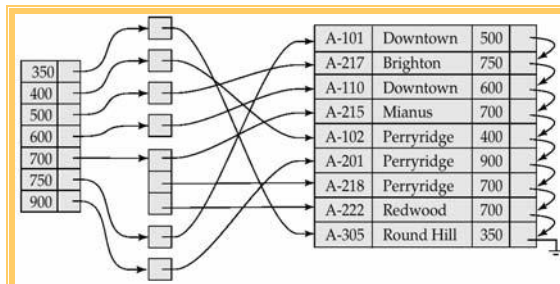 350
400
500
600
700
750
900
A-101 Downtown 500
A-217 Brighton 750
A-110 Downtown 600
A-215 Mianus 700
A-102 Perryridge 400
A-201 Perryridge 900
A-218 Perryridge 700
A-222 Redwood 700
A-305 Round Hill 350